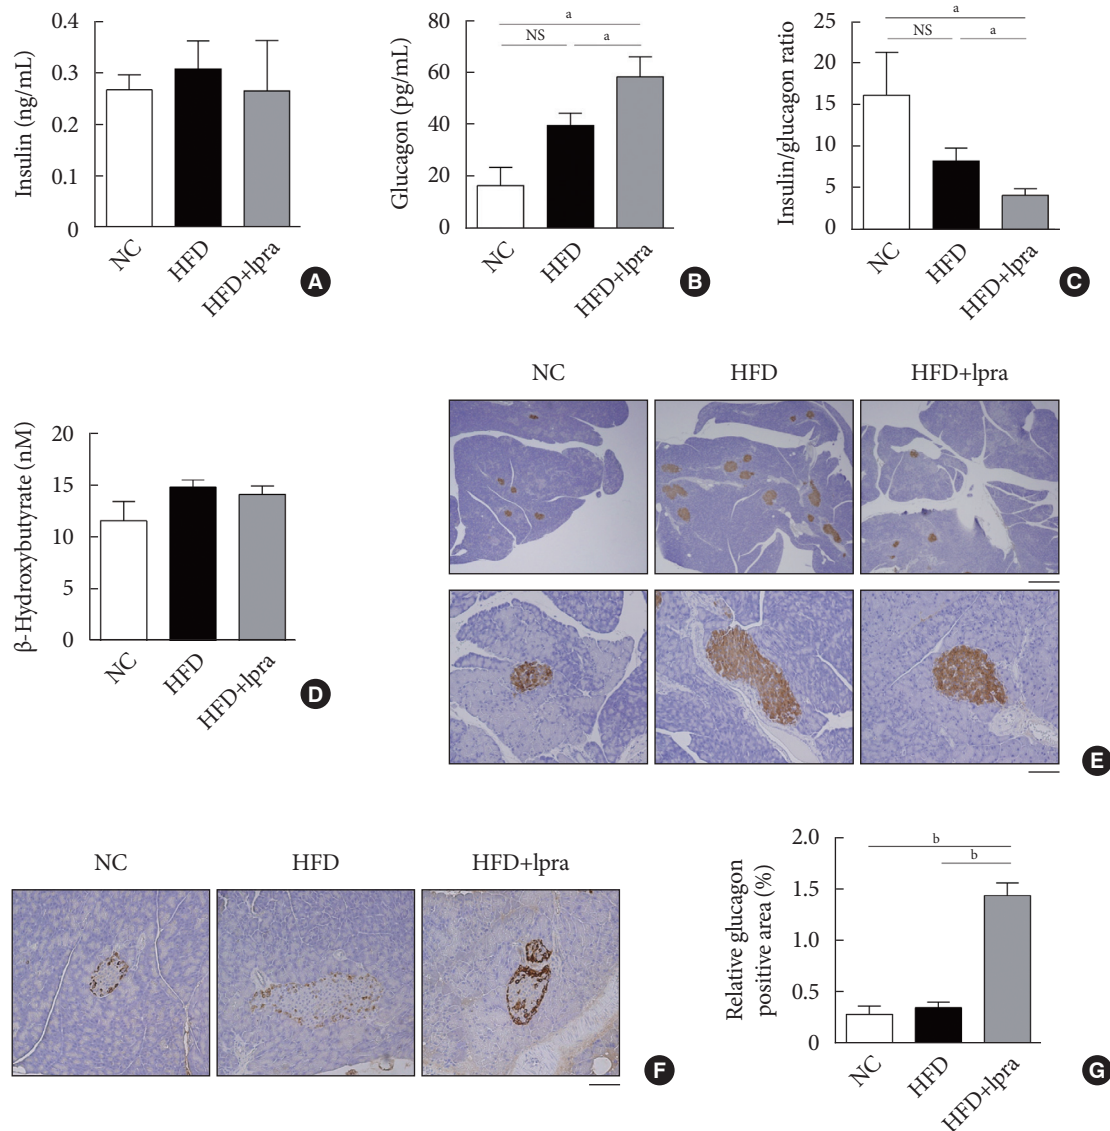 0.4
0.3
0.2
0.1
0
Insulin (ng/mL)
NC
HFD
HFD+lpra
A
a
NS
a
80
60
40
20
0
Glucagon (pg/mL)
NC
HFD
HFD+lpra
B
a
NS
a
25
20
15
10
5
0
Insulin/glucagon ratio
NC
HFD
HFD+lpra
C
20
15
10
5
0
β-Hydroxybutyrate (nM)
NC
HFD
HFD+lpra
D
NC HFD HFD+lpra
E
NC HFD HFD+lpra
F
b
b
2.0
1.5
1.0
0.5
0
Relative glucagon
positive area (%)
NC
HFD
HFD+lpra
G